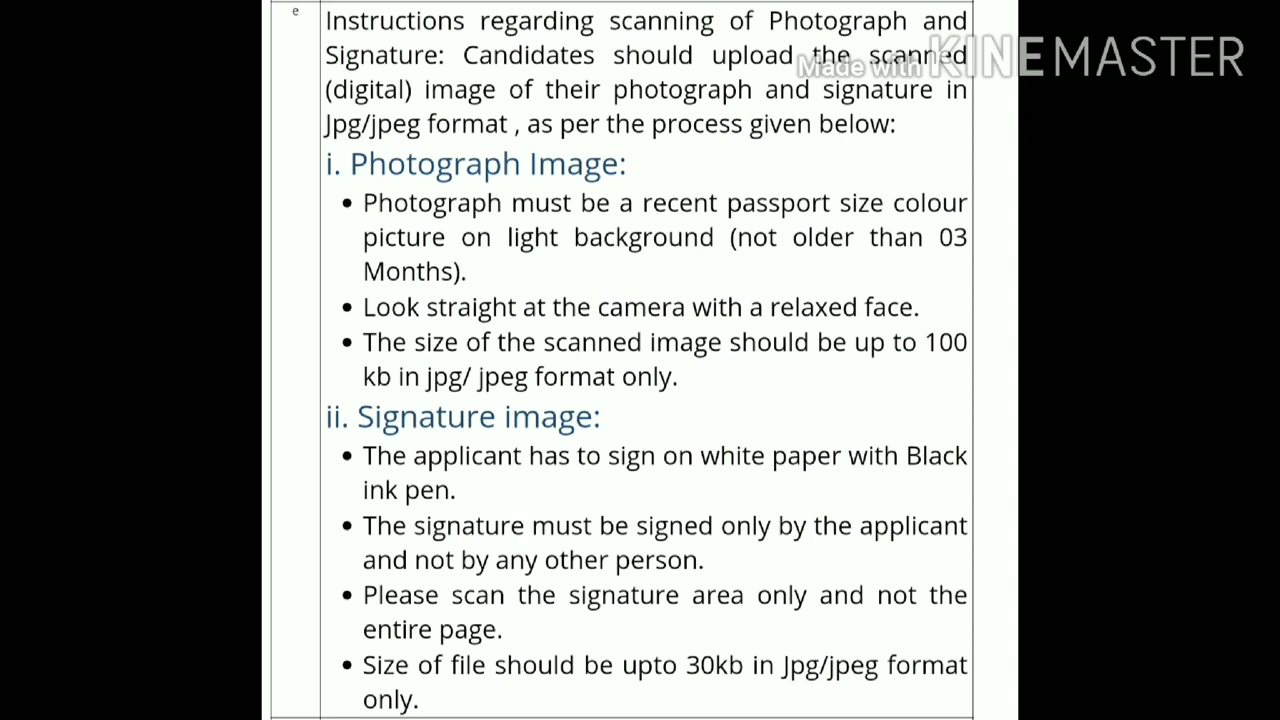 e
Instructions regarding scanning of Photograph and
Signature: Candidates should upload the scanned
(digital) image of their photograph and signature in
Jpg/jpeg format , as per the process given below:
i. Photograph Image:
• Photograph must be a recent passport size colour
picture on light background (not older than 03
Months).
• Look straight at the camera with a relaxed face.
• The size of the scanned image should be up to 100
kb in jpg/ jpeg format only.
ii. Signature image:
• The applicant has to sign on white paper with Black
ink pen.
• The signature must be signed only by the applicant
and not by any other person.
• Please scan the signature area only and not the
entire page.
• Size of file should be upto 30kb in Jpg/jpeg format
only.
Made with KINEMASTER